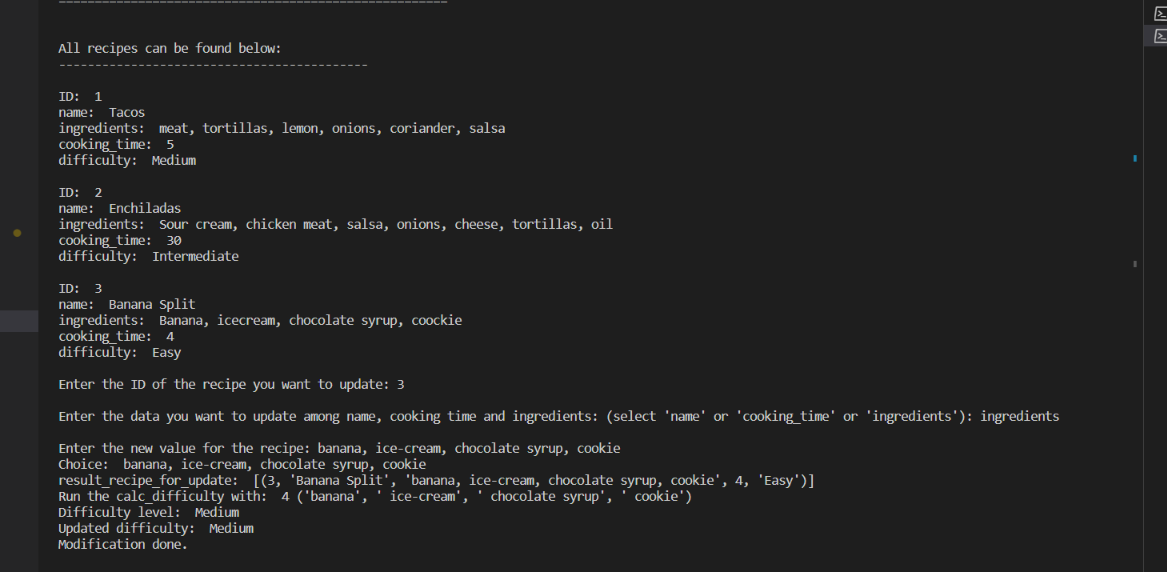 All recipes can be found below:
-------------------------------------------
ID:  1
name:  Tacos
ingredients:  meat, tortillas, lemon, onions, coriander, salsa
cooking_time:  5
difficulty:  Medium
ID:  2
name:  Enchiladas
ingredients:  Sour cream, chicken meat, salsa, onions, cheese, tortillas, oil
cooking_time:  30
difficulty:  Intermediate
ID:  3
name:  Banana Split
ingredients:  Banana, icecream, chocolate syrup, coockie
cooking_time:  4
difficulty:  Easy
Enter the ID of the recipe you want to update: 3
Enter the data you want to update among name, cooking time and ingredients: (select 'name' or 'cooking_time' or 'ingredients'): ingredients
Enter the new value for the recipe: banana, ice-cream, chocolate syrup, cookie
Choice:  banana, ice-cream, chocolate syrup, cookie
result_recipe_for_update:  [(3, 'Banana Split', 'banana, ice-cream, chocolate syrup, cookie', 4, 'Easy')]
Run the calc_difficulty with:  4 ('banana', ' ice-cream', ' chocolate syrup', ' cookie')
Difficulty level:  Medium
Updated difficulty:  Medium
Modification done.